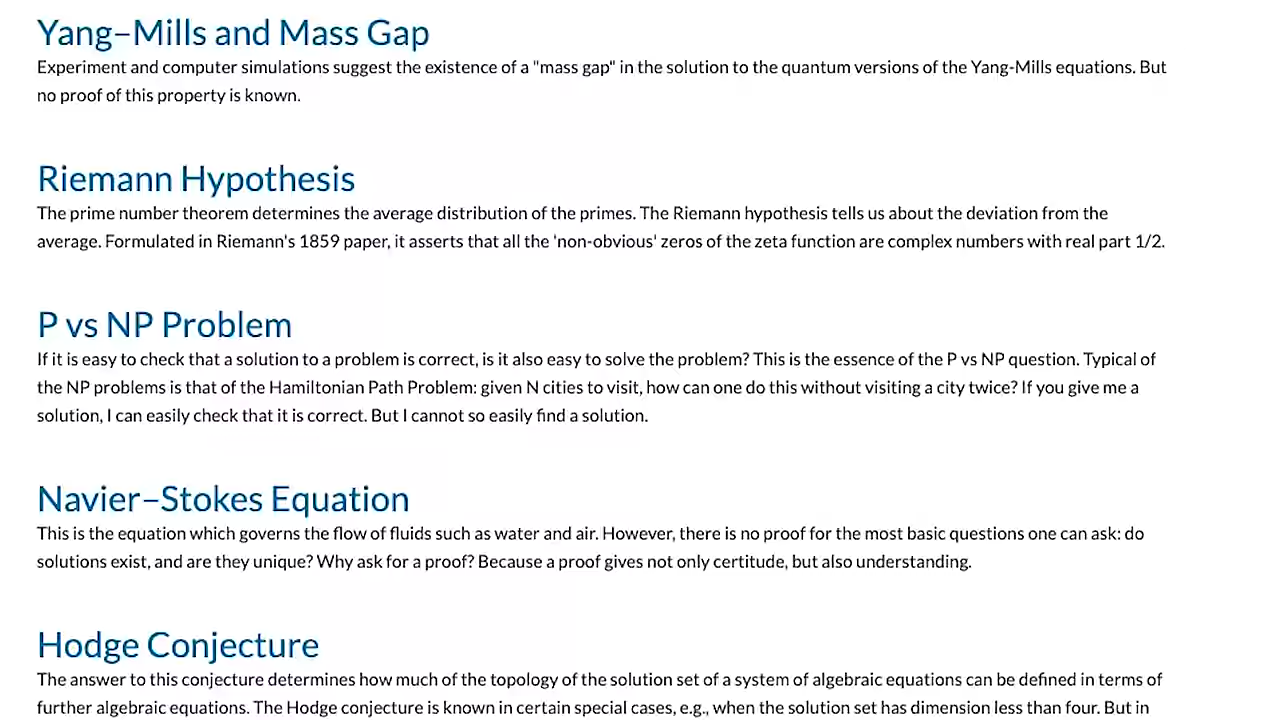 Yang–Mills and Mass Gap
Experiment and computer simulations suggest the existence of a "mass gap" in the solution to the quantum versions of the Yang-Mills equations. But
no proof of this property is known.
Riemann Hypothesis
The prime number theorem determines the average distribution of the primes. The Riemann hypothesis tells us about the deviation from the
average. Formulated in Riemann's 1859 paper, it asserts that all the 'non-obvious' zeros of the zeta function are complex numbers with real part 1/2.
P vs NP Problem
If it is easy to check that a solution to a problem is correct, is it also easy to solve the problem? This is the essence of the P vs NP question. Typical of
the NP problems is that of the Hamiltonian Path Problem: given N cities to visit, how can one do this without visiting a city twice? If you give me a
solution, I can easily check that it is correct. But I cannot so easily find a solution.
Navier–Stokes Equation
This is the equation which governs the flow of fluids such as water and air. However, there is no proof for the most basic questions one can ask: do
solutions exist, and are they unique? Why ask for a proof? Because a proof gives not only certitude, but also understanding.
Hodge Conjecture
The answer to this conjecture determines how much of the topology of the solution set of a system of algebraic equations can be defined in terms of
further algebraic equations. The Hodge conjecture is known in certain special cases, e.g., when the solution set has dimension less than four. But in